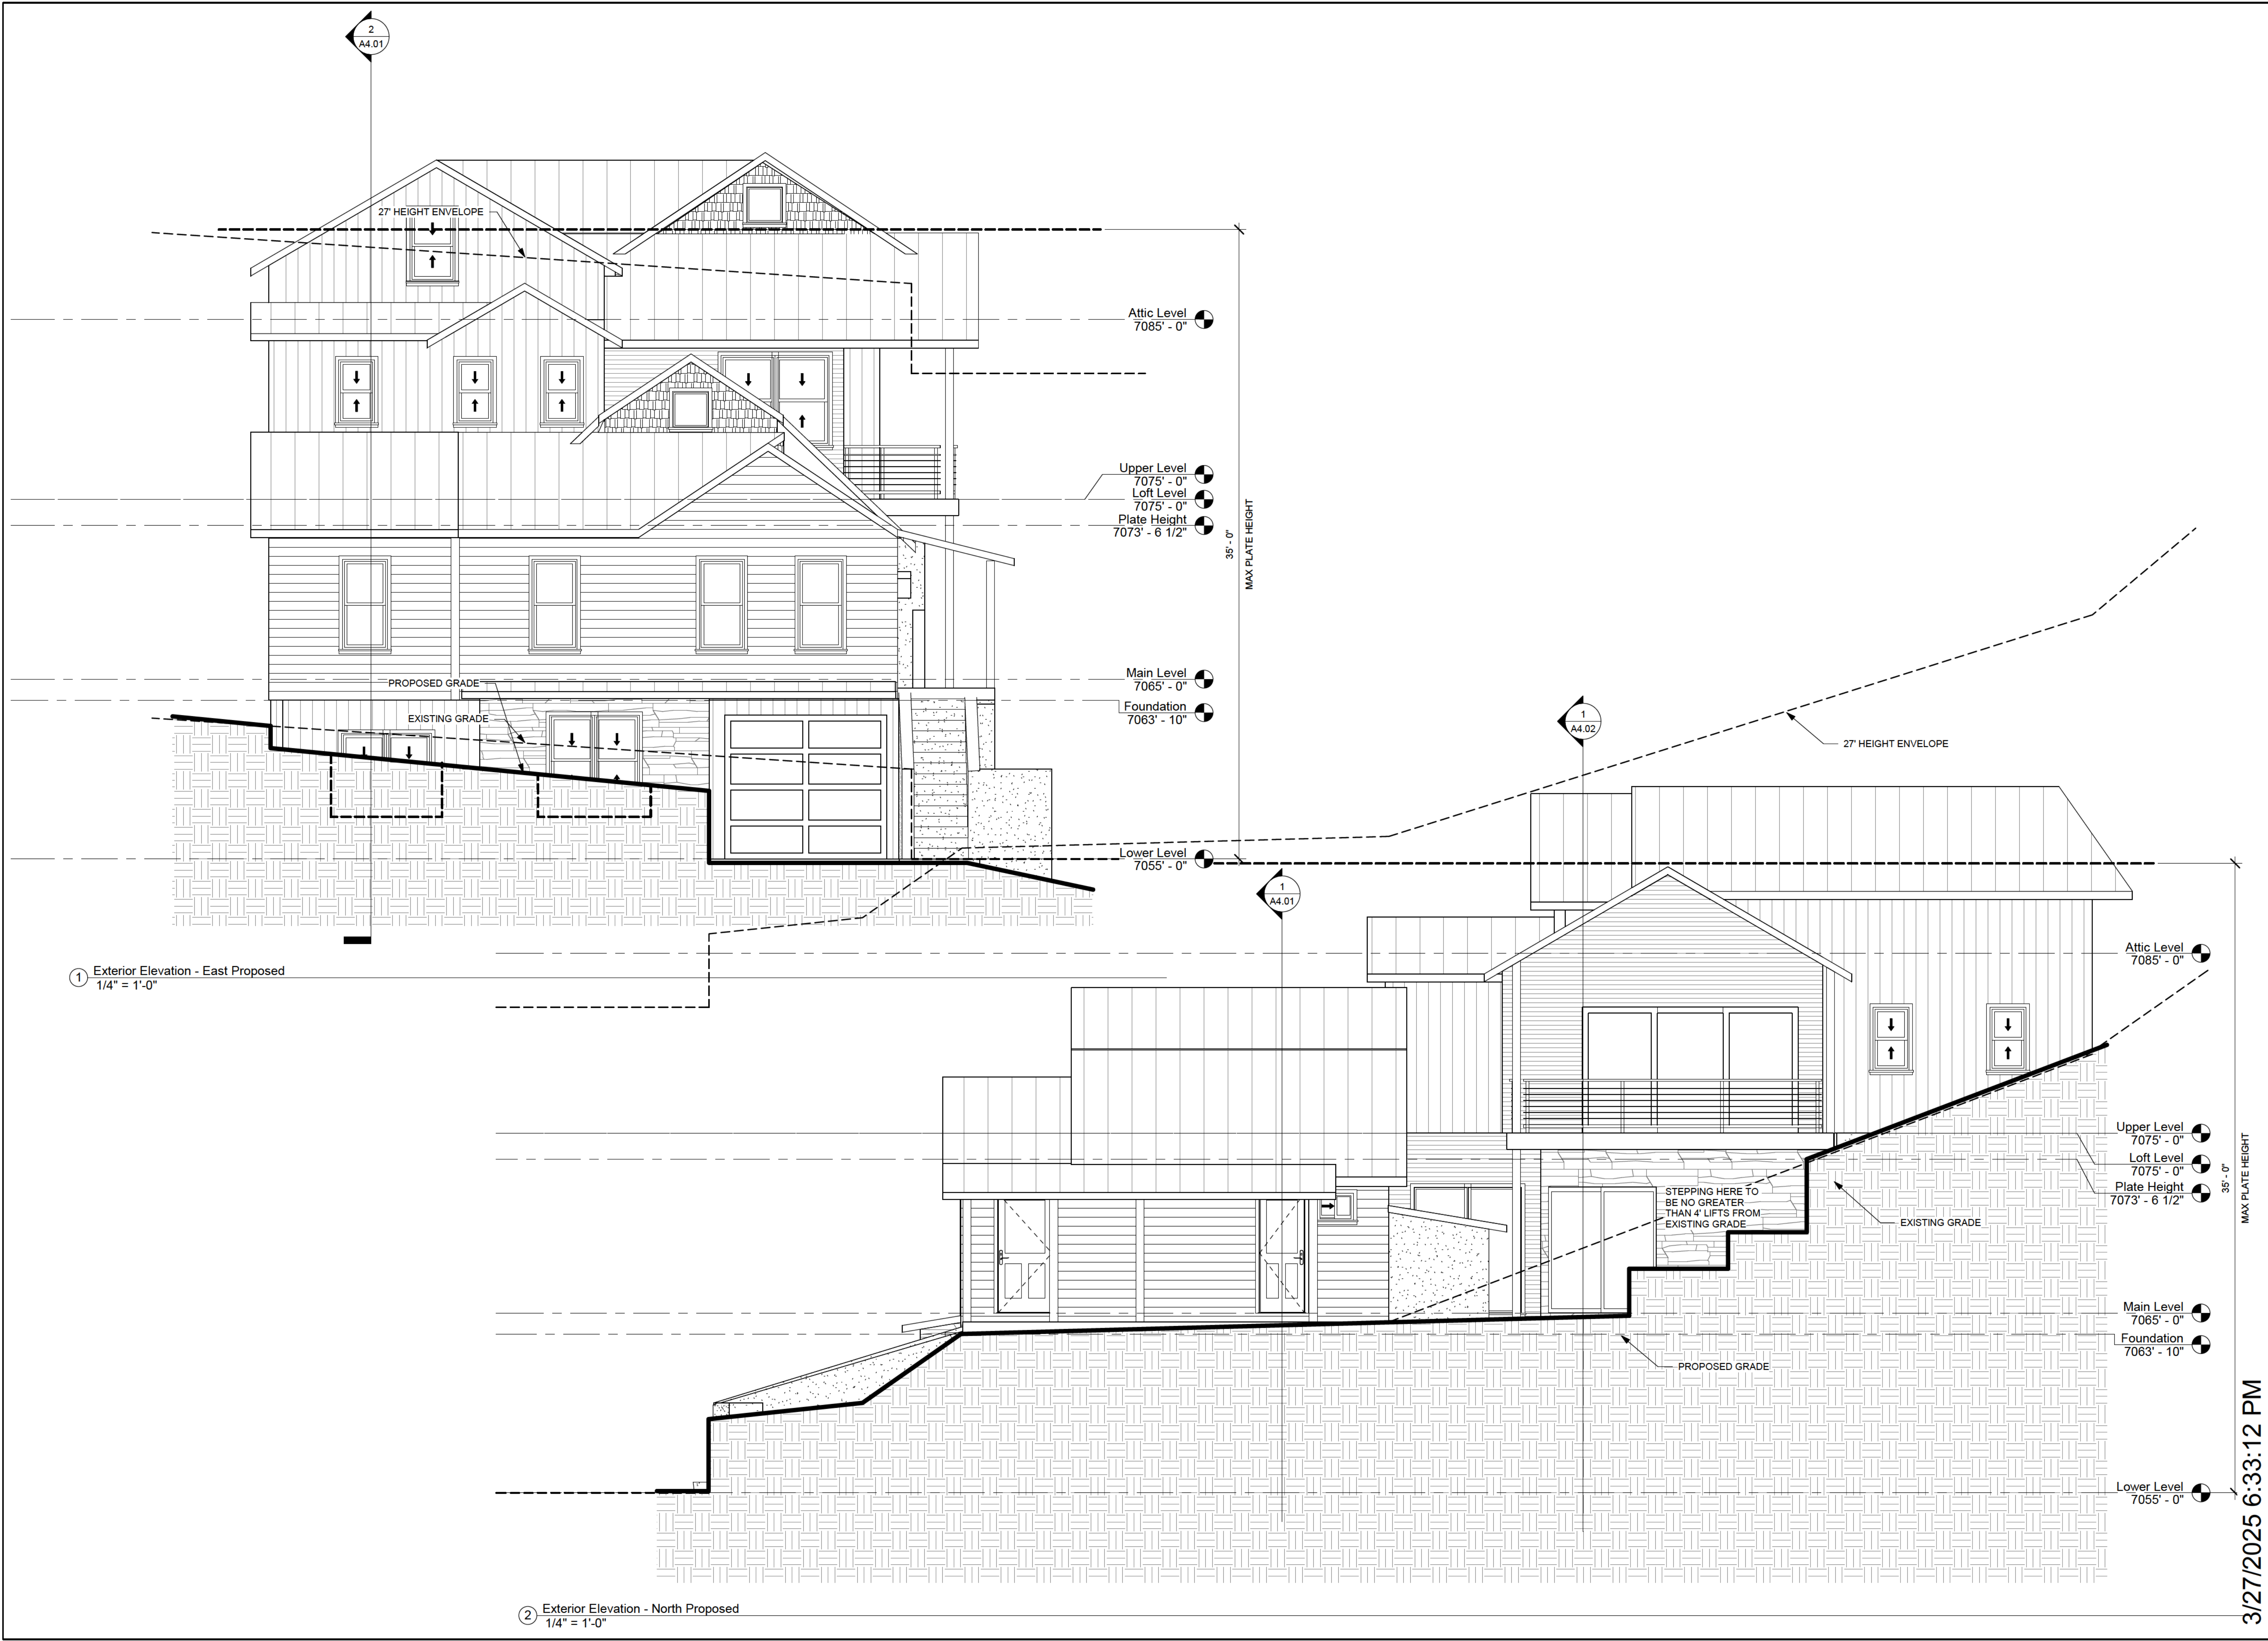 2
A4.01
27' HEIGHT ENVELOPE
Attic Level
7085' - 0"
Upper Level
7075' - 0"
Loft Level
7075' - 0"
Plate Height
7073' - 6 1/2"
35' - 0"
MAX PLATE HEIGHT
Main Level
7065' - 0"
PROPOSED GRADE
Foundation
7063' - 10"
EXISTING GRADE
Lower Level
7055' - 0"
1
Exterior Elevation - East Proposed
1/4" = 1'-0"
1
A4.02
27' HEIGHT ENVELOPE
1
A4.01
Attic Level
7085' - 0"
Upper Level
7075' - 0"
Loft Level
7075' - 0"
Plate Height
7073' - 6 1/2"
35' - 0"
MAX PLATE HEIGHT
STEPPING HERE TO
BE NO GREATER
THAN 4' LIFTS FROM
EXISTING GRADE
EXISTING GRADE
Main Level
7065' - 0"
Foundation
7063' - 10"
PROPOSED GRADE
Lower Level
7055' - 0"
2
Exterior Elevation - North Proposed
1/4" = 1'-0"
3/27/2025 6:33:12 PM